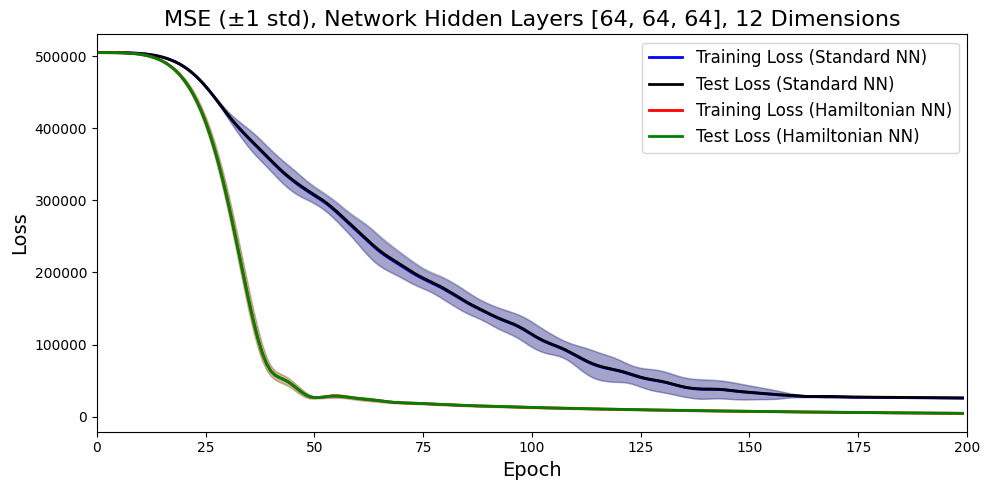 MSE (±1 std), Network Hidden Layers [64, 64, 64], 12 Dimensions
Training Loss (Standard NN)
Test Loss (Standard NN)
Training Loss (Hamiltonian NN)
Test Loss (Hamiltonian NN)
Loss
500000
400000
300000
200000
100000
0
0 25 50 75 100 125 150 175 200
Epoch